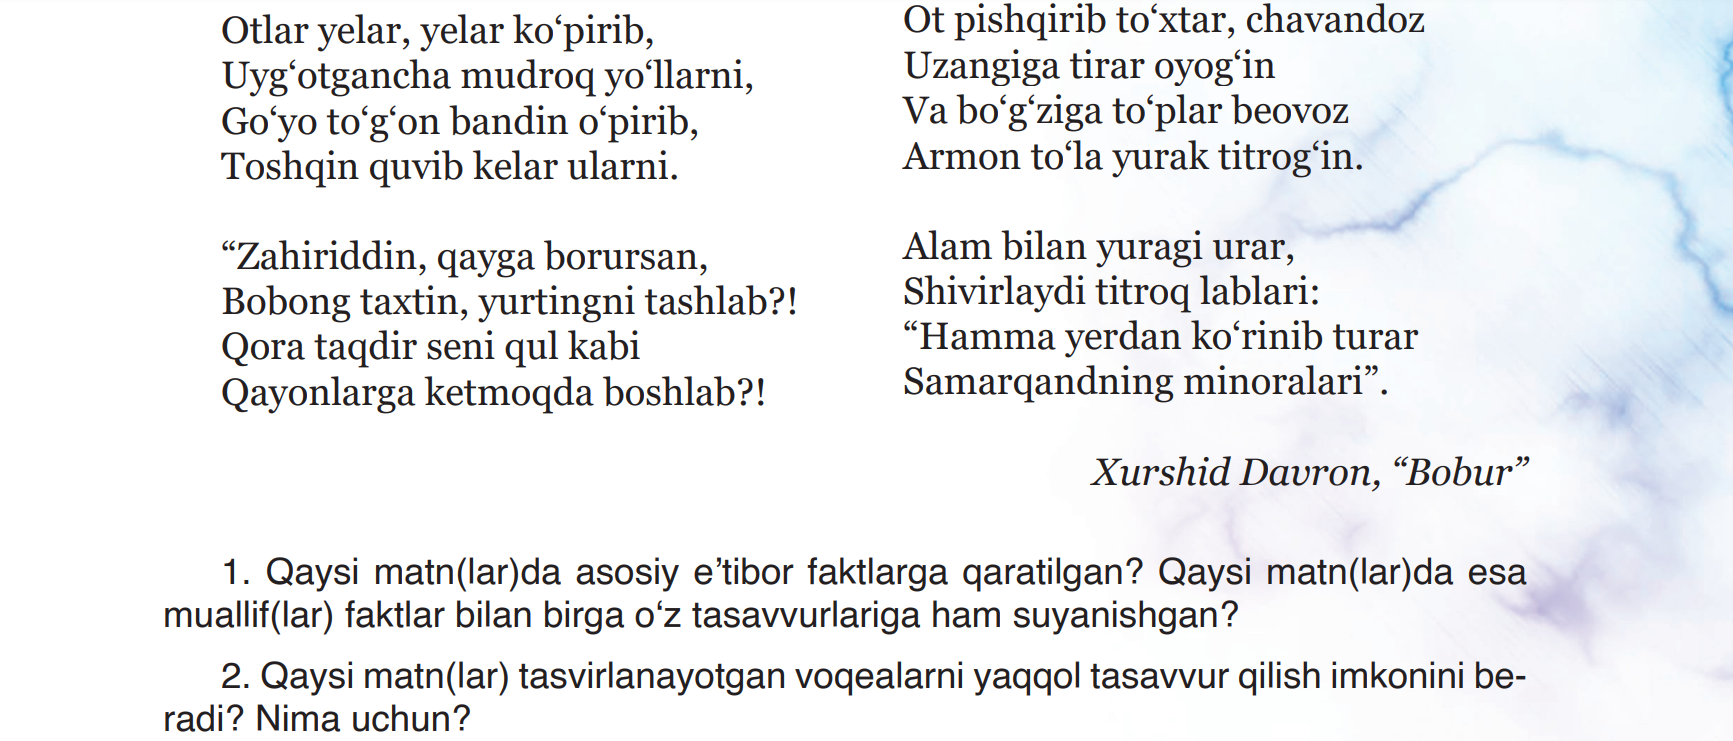 Otlar yelar, yelar ko‘pirib,
Uyg‘otgancha mudroq yo‘llarni,
Go‘yo to‘g‘on bandin o‘pirib,
Toshqin quvib kelar ularni.
“Zahiriddin, qayga borursan,
Bobong taxtin, yurtingni tashlab?!
Qora taqdir seni qul kabi
Qayonlarga ketmoqda boshlab?!
Ot pishqirib to‘xtar, chavandoz
Uzangiga tirar oyog‘in
Va bo‘g‘ziga to‘plar beovoz
Armon to‘la yurak titrog‘in.
Alam bilan yuragi urar,
Shivirlaydi titroq lablari:
“Hamma yerdan ko‘rinib turar
Samarqandning minoralari”.
Xurshid Davron, “Bobur”
1. Qaysi matn(lar)da asosiy e’tibor faktlarga qaratilgan? Qaysi matn(lar)da esa
muallif(lar) faktlar bilan birga o‘z tasavvurlariga ham suyanishgan?
2. Qaysi matn(lar) tasvirlanayotgan voqealarni yaqqol tasavvur qilish imkonini be-
radi? Nima uchun?